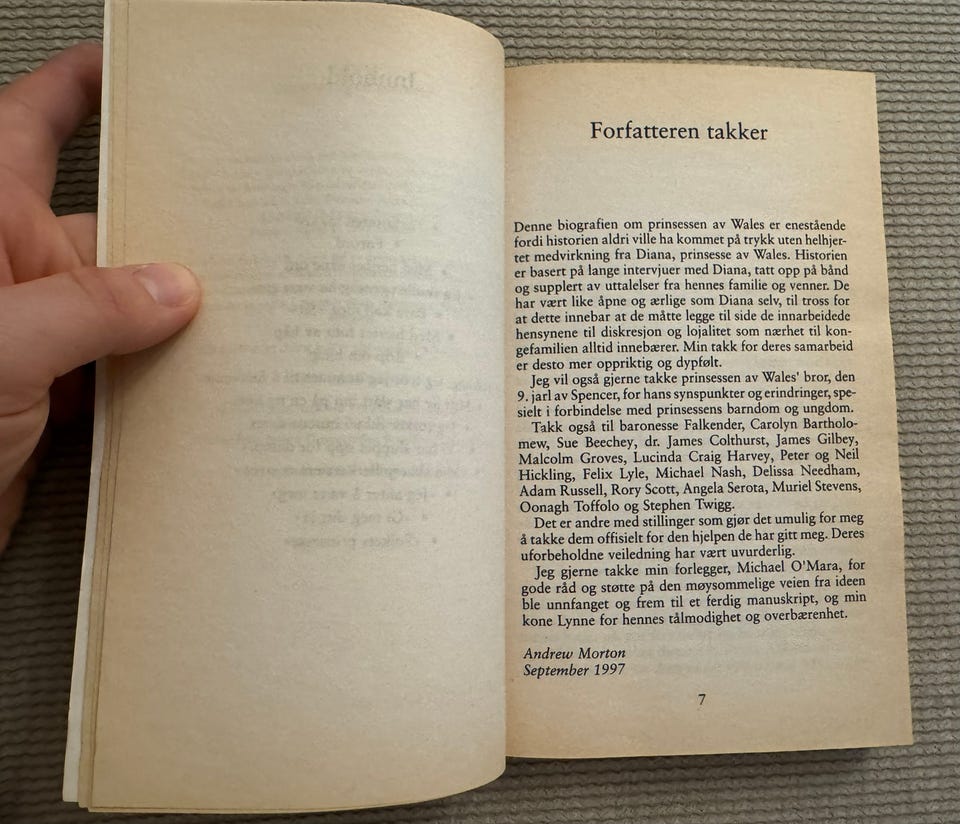 Forfatteren takker
Denne biografien om prinsessen av Wales er enestående
fordi historien aldri ville ha kommet på trykk uten helhjer-
tet medvirkning fra Diana, prinsesse av Wales. Historien
er basert på lange intervjuer med Diana, tatt opp på bånd
og supplert av uttalelser fra hennes familie og venner. De
har vært like åpne og ærlige som Diana selv, til tross for
at dette innebar at de måtte legge til side de innarbeidede
hensynene til diskresjon og lojalitet som nærhet til kon-
gefamilien alltid innebærer. Min takk for deres samarbeid
er desto mer oppriktig og dypfølt.
Jeg vil også gjerne takke prinsessen av Wales' bror, den
9. jarl av Spencer, for hans synspunkter og erindringer, spe-
sielt i forbindelse med prinsessens barndom og ungdom.
Takk også til baronesse Falkender, Carolyn Bartholo-
mew, Sue Beechey, dr. James Colthurst, James Gilbey,
Malcolm Groves, Lucinda Craig Harvey, Peter og Neil
Hickling, Felix Lyle, Michael Nash, Delissa Needham,
Adam Russell, Rory Scott, Angela Serota, Muriel Stevens,
Oonagh Toffolo og Stephen Twigg.
Det er andre med stillinger som gjør det umulig for meg
å takke dem offisielt for den hjelpen de har gitt meg. Deres
uforbeholdne veiledning har vært uvurderlig.
Jeg gjerne takke min forlegger, Michael O'Mara, for
gode råd og støtte på den møysommelige veien fra ideen
ble unnfanget og frem til et ferdig manuskript, og min
kone Lynne for hennes tålmodighet og overbærenhet.
Andrew Morton
September 1997
7